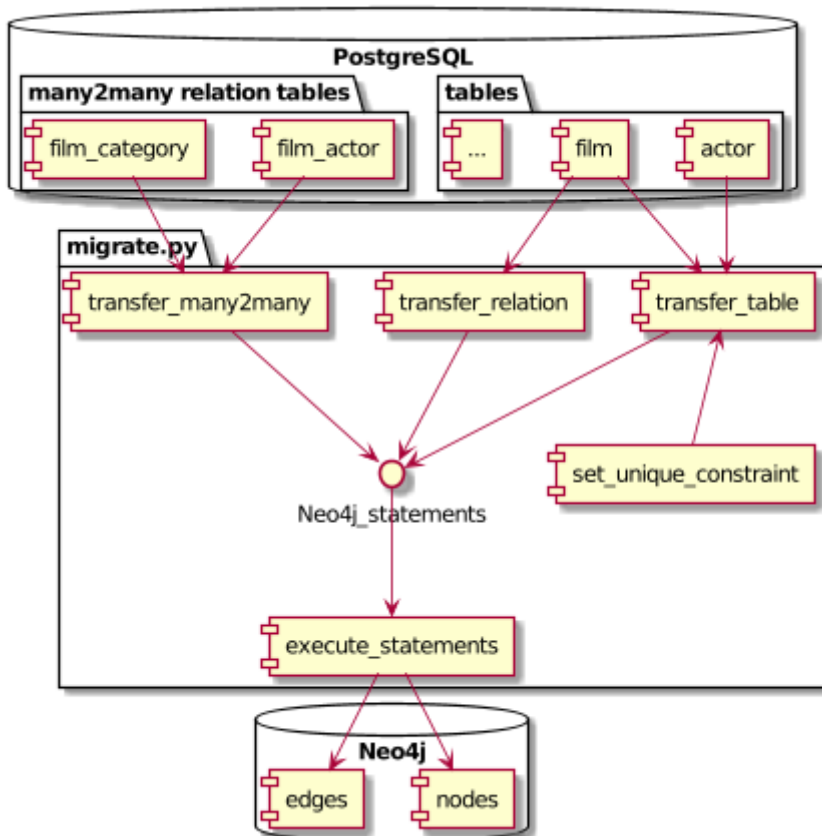 PostgreSQL
many2many relation tables
tables
film_category
film_actor
...
film
actor
migrate.py
transfer_many2many
transfer_relation
transfer_table
set_unique_constraint
Neo4j_statements
execute_statements
Neo4j
edges
nodes